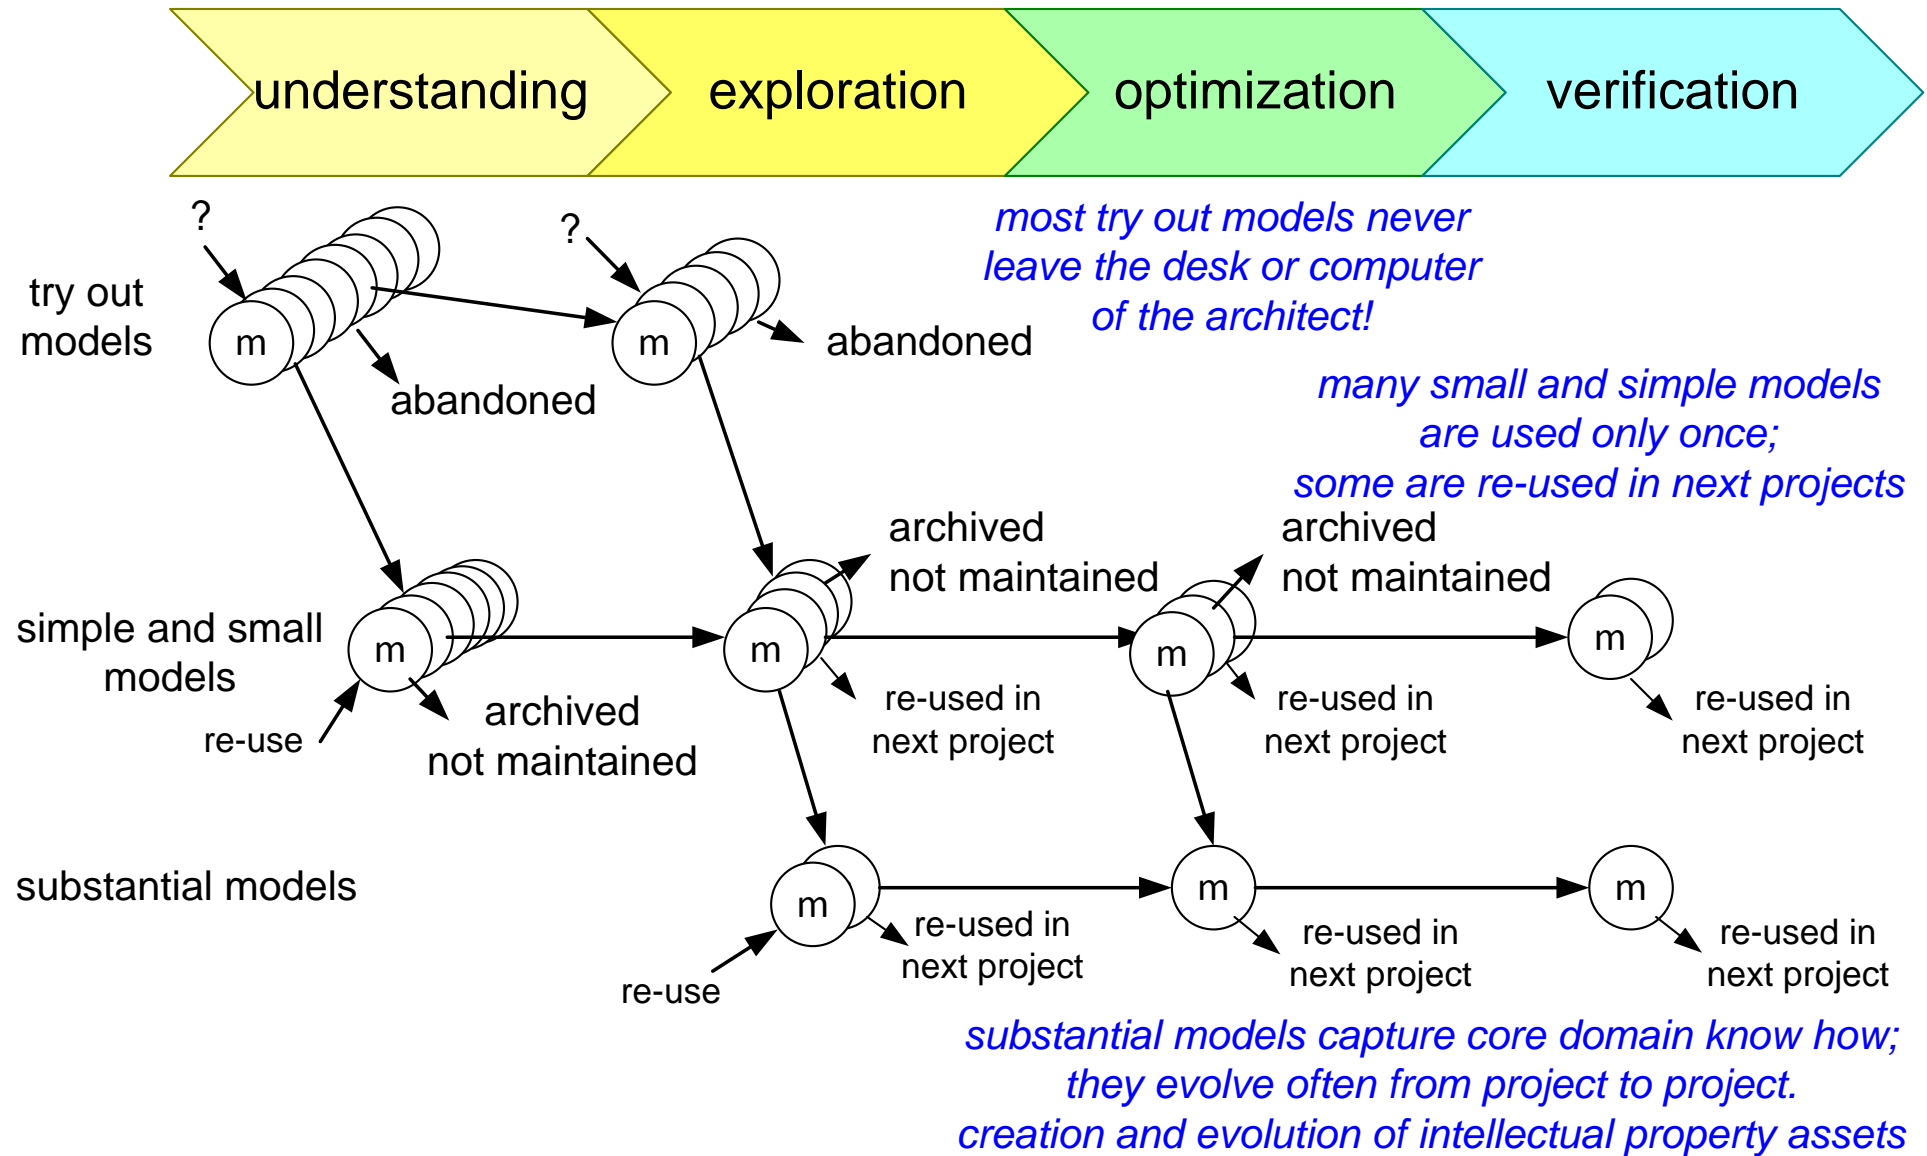 understanding
exploration
optimization
verification
?
?
most try out models never
leave the desk or computer
of the architect!
try out
models
m
m
abandoned
abandoned
many small and simple models
are used only once;
some are re-used in next projects
archived
not maintained
archived
not maintained
simple and small
models
m
m
m
m
re-use
archived
not maintained
re-used in
next project
re-used in
next project
re-used in
next project
substantial models
m
m
m
re-use
re-used in
next project
re-used in
next project
re-used in
next project
substantial models capture core domain know how;
they evolve often from project to project.
creation and evolution of intellectual property assets